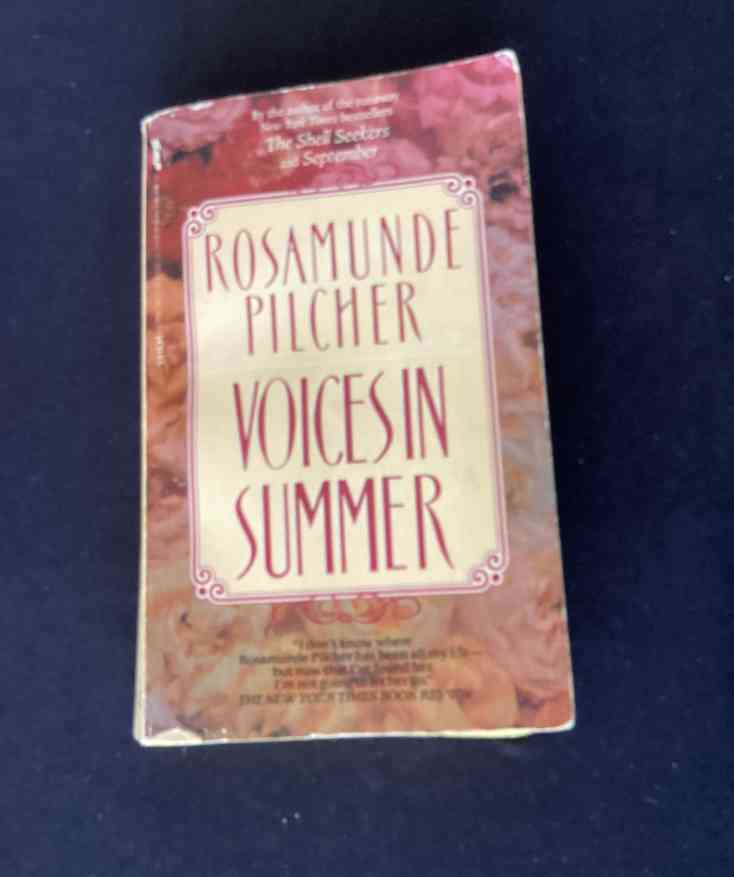 By the author of the runaway
New York Times bestsellers
The Shell Seekers
and September
ROSAMUNDE
PILCHER
VOICES IN
SUMMER
"I don't know where
Rosamunde Pilcher has been all my life—
but now that I've found her,
I'm not going to let her go."
THE NEW YORK TIMES BOOK REVIEW